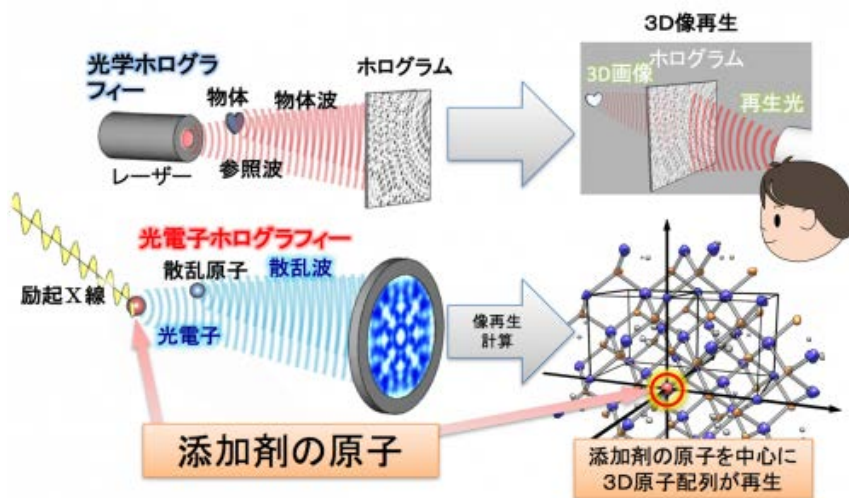 光学ホログラ
フィー
物体
物体波
ホログラム
レーザー
参照波
3D像再生
ホログラム
3D画像
再生光
光電子ホログラフィー
散乱原子
散乱波
励起X線
光電子
像再生
計算
添加剤の原子
添加剤の原子を中心に
3D原子配列が再生